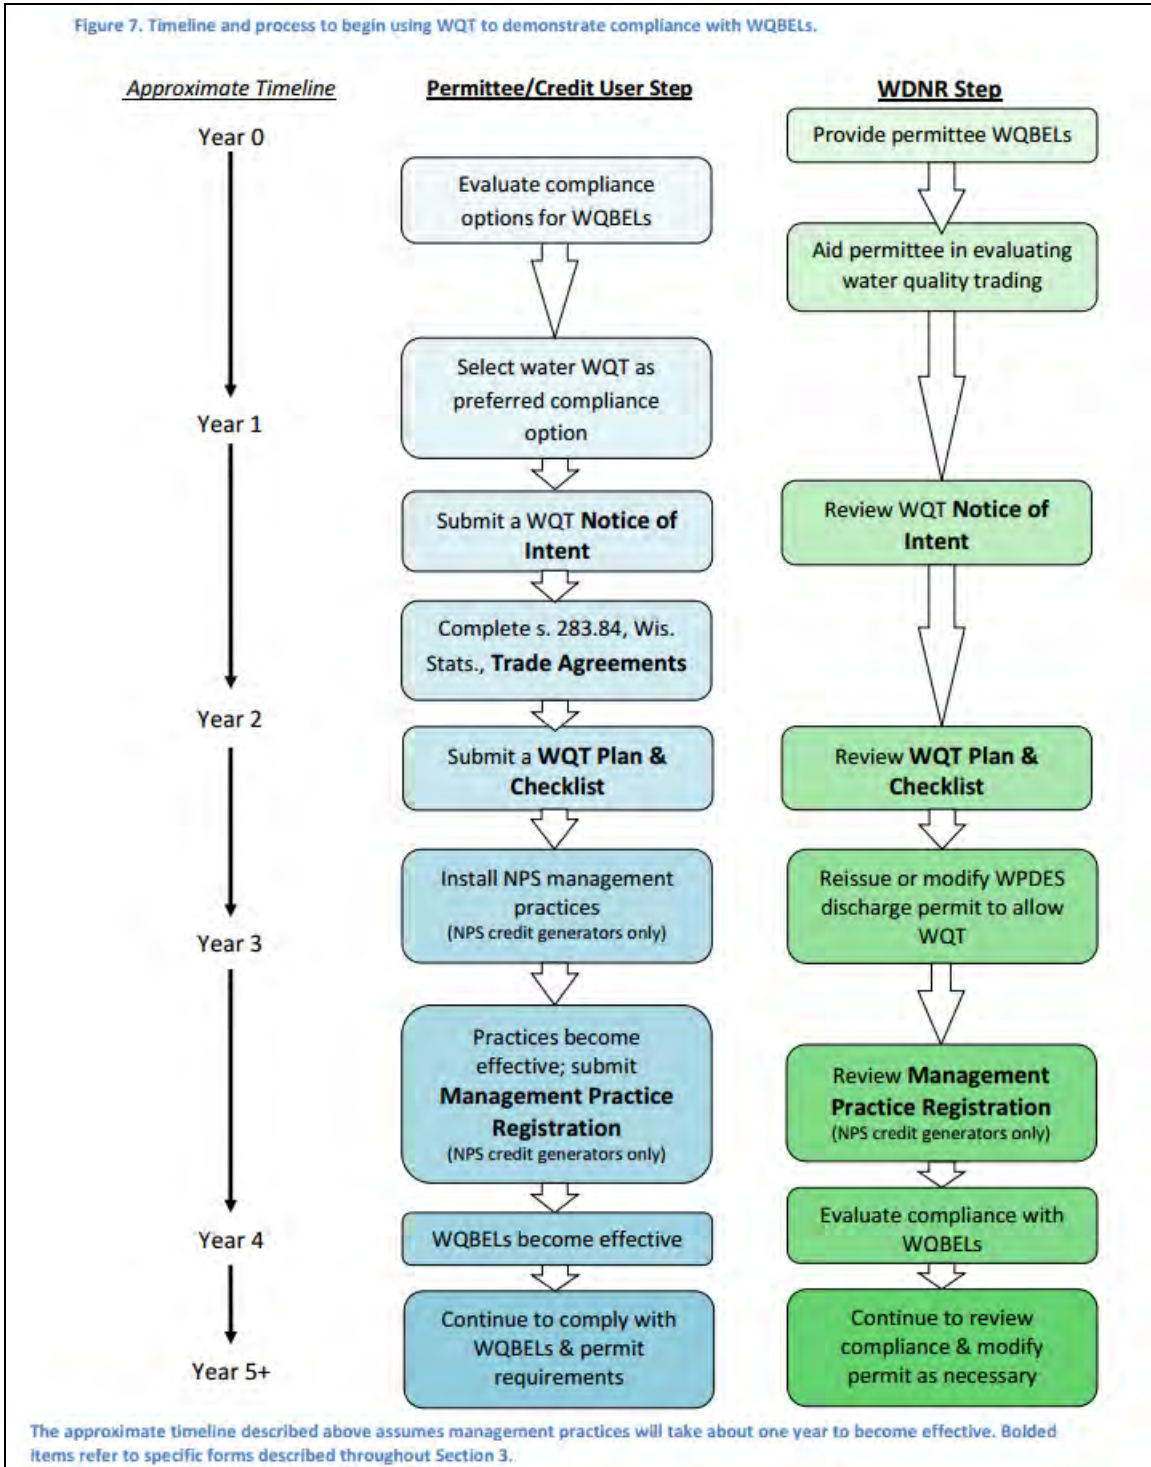 Figure 7. Timeline and process to begin using WQT to demonstrate compliance with WQBELs.
Approximate Timeline
Year 0
Year 1
Year 2
Year 3
Year 4
Year 5+
Permittee/Credit User Step
Evaluate compliance
options for WQBELs
Select water WQT as
preferred compliance
option
Submit a WQT Notice of
Intent
Complete s. 283.84, Wis.
Stats., Trade Agreements
Submit a WQT Plan &
Checklist
Install NPS management
practices
(NPS credit generators only)
Practices become
effective; submit
Management Practice
Registration
(NPS credit generators only)
WQBELs become effective
Continue to comply with
WQBELs & permit
requirements
WDNR Step
Provide permittee WQBELs
Aid permittee in evaluating
water quality trading
Review WQT Notice of
Intent
Review WQT Plan &
Checklist
Reissue or modify WPDES
discharge permit to allow
WQT
Review Management
Practice Registration
(NPS credit generators only)
Evaluate compliance with
WQBELs
Continue to review
compliance & modify
permit as necessary
The approximate timeline described above assumes management practices will take about one year to become effective. Bolded
items refer to specific forms described throughout Section 3.